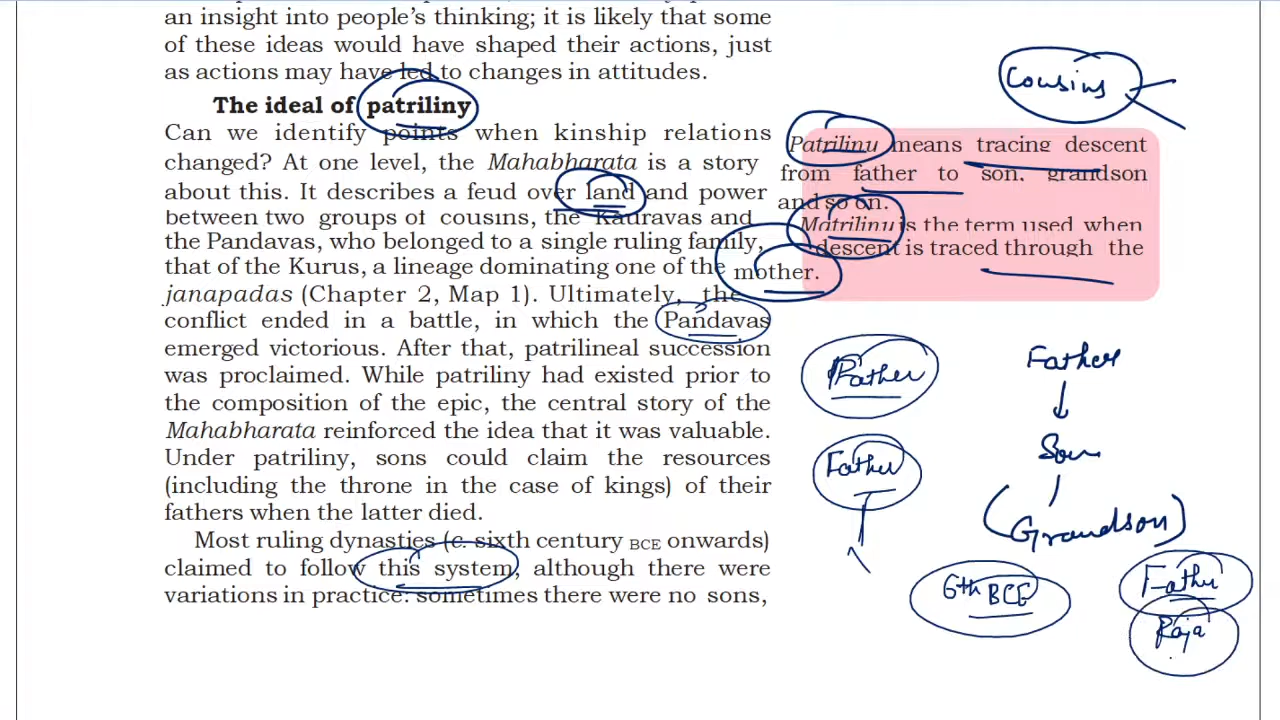 an insight into people's thinking; it is likely that some
of these ideas would have shaped their actions, just
as actions may have led to changes in attitudes.
The ideal of patriliny
Can we identify points when kinship relations
changed? At one level, the Mahabharata is a story
about this. It describes a feud over land and power
between two groups of cousins, the Kauravas and
the Pandavas, who belonged to a single ruling family,
that of the Kurus, a lineage dominating one of the
janapadas (Chapter 2, Map 1). Ultimately, the
conflict ended in a battle, in which the Pandavas
emerged victorious. After that, patrilineal succession
was proclaimed. While patriliny had existed prior to
the composition of the epic, the central story of the
Mahabharata reinforced the idea that it was valuable.
Under patriliny, sons could claim the resources
(including the throne in the case of kings) of their
fathers when the latter died.
Most ruling dynasties (c. sixth century BCE onwards)
claimed to follow this system, although there were
variations in practice: sometimes there were no sons,
Cousins
Patriliny means tracing descent
from father to son, grandson
and so on.
Matriliny is the term used when
descent is traced through the
mother.
Father
Father
Father
Son
(Grandson)
6th BCE
Father
Raja